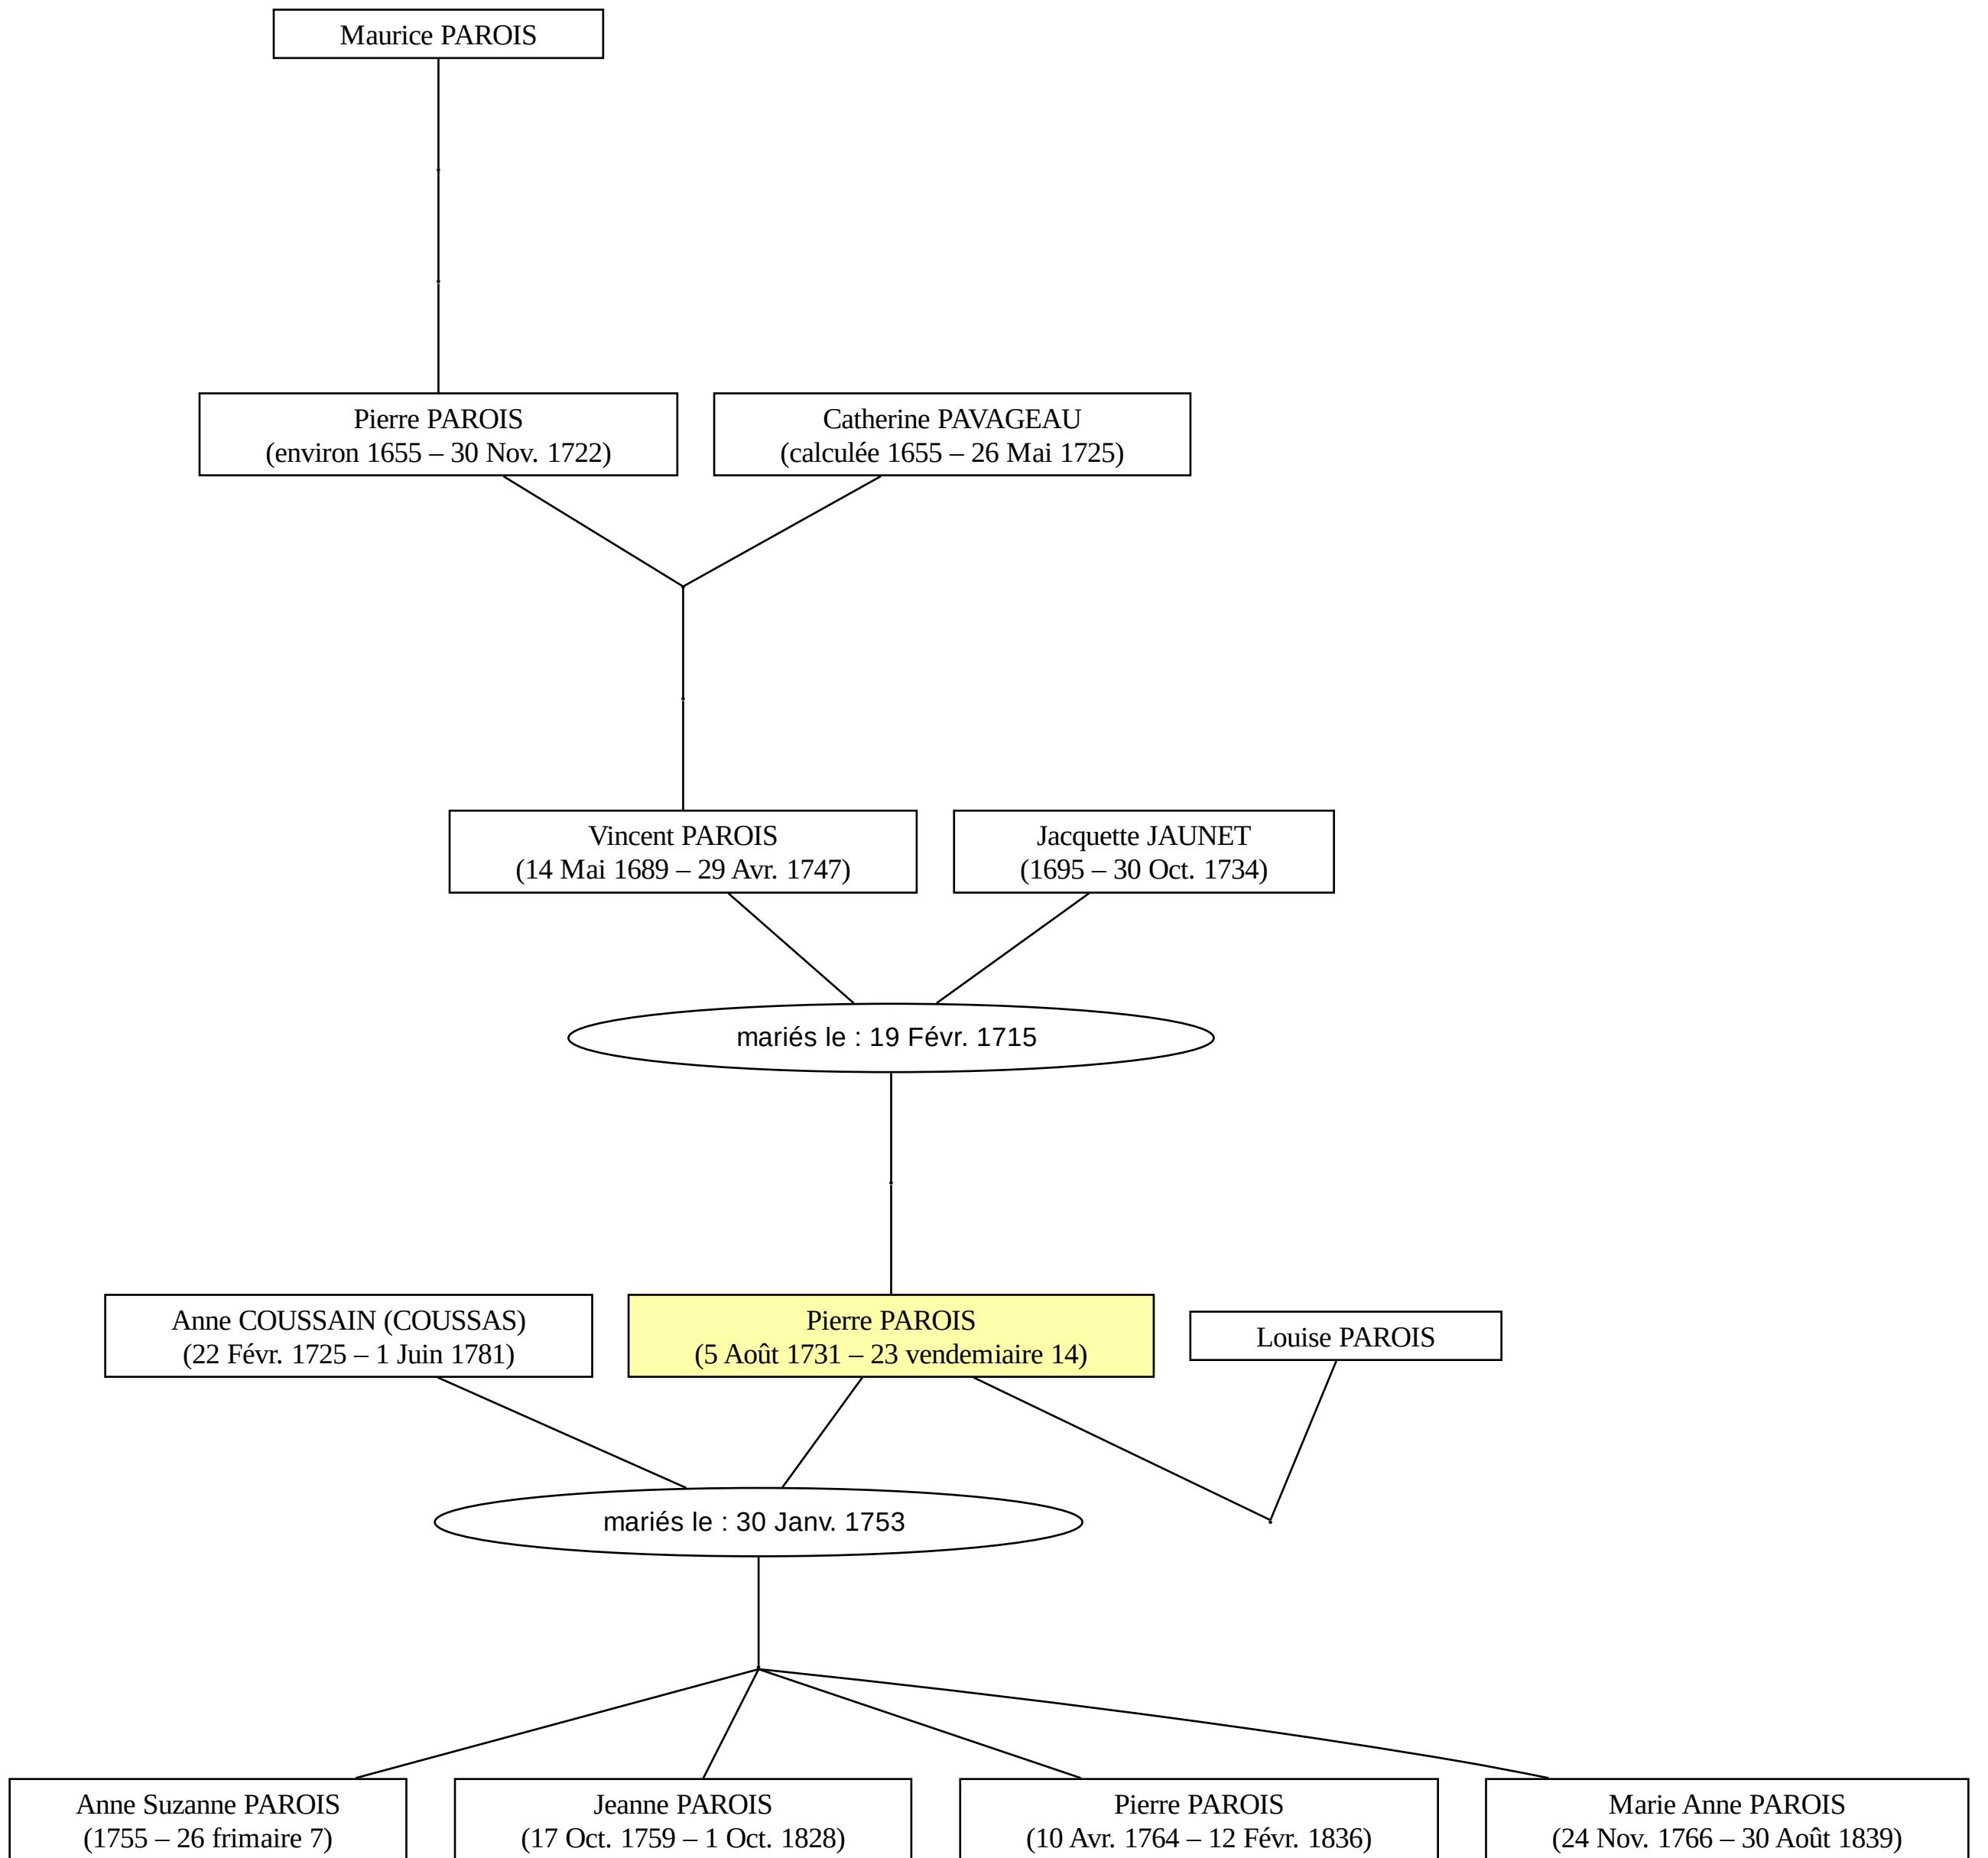 Maurice PAROIS
Pierre PAROIS
(environ 1655 – 30 Nov. 1722)
Catherine PAVAGEAU
(calculée 1655 – 26 Mai 1725)
Vincent PAROIS
(14 Mai 1689 – 29 Avr. 1747)
Jacquette JAUNET
(1695 – 30 Oct. 1734)
mariés le : 19 Févr. 1715
Anne COUSSAIN (COUSSAS)
(22 Févr. 1725 – 1 Juin 1781)
Pierre PAROIS
(5 Août 1731 – 23 vendemiaire 14)
Louise PAROIS
mariés le : 30 Janv. 1753
Anne Suzanne PAROIS
(1755 – 26 frimaire 7)
Jeanne PAROIS
(17 Oct. 1759 – 1 Oct. 1828)
Pierre PAROIS
(10 Avr. 1764 – 12 Févr. 1836)
Marie Anne PAROIS
(24 Nov. 1766 – 30 Août 1839)